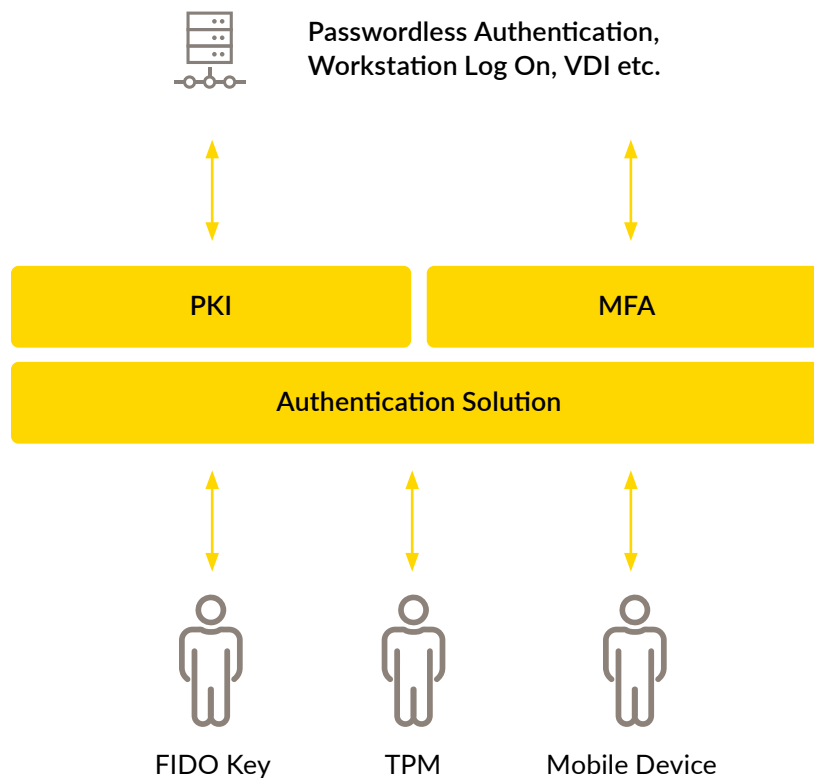 Passwordless Authentication,
Workstation Log On, VDI etc.
PKI
MFA
Authentication Solution
FIDO Key
TPM
Mobile Device